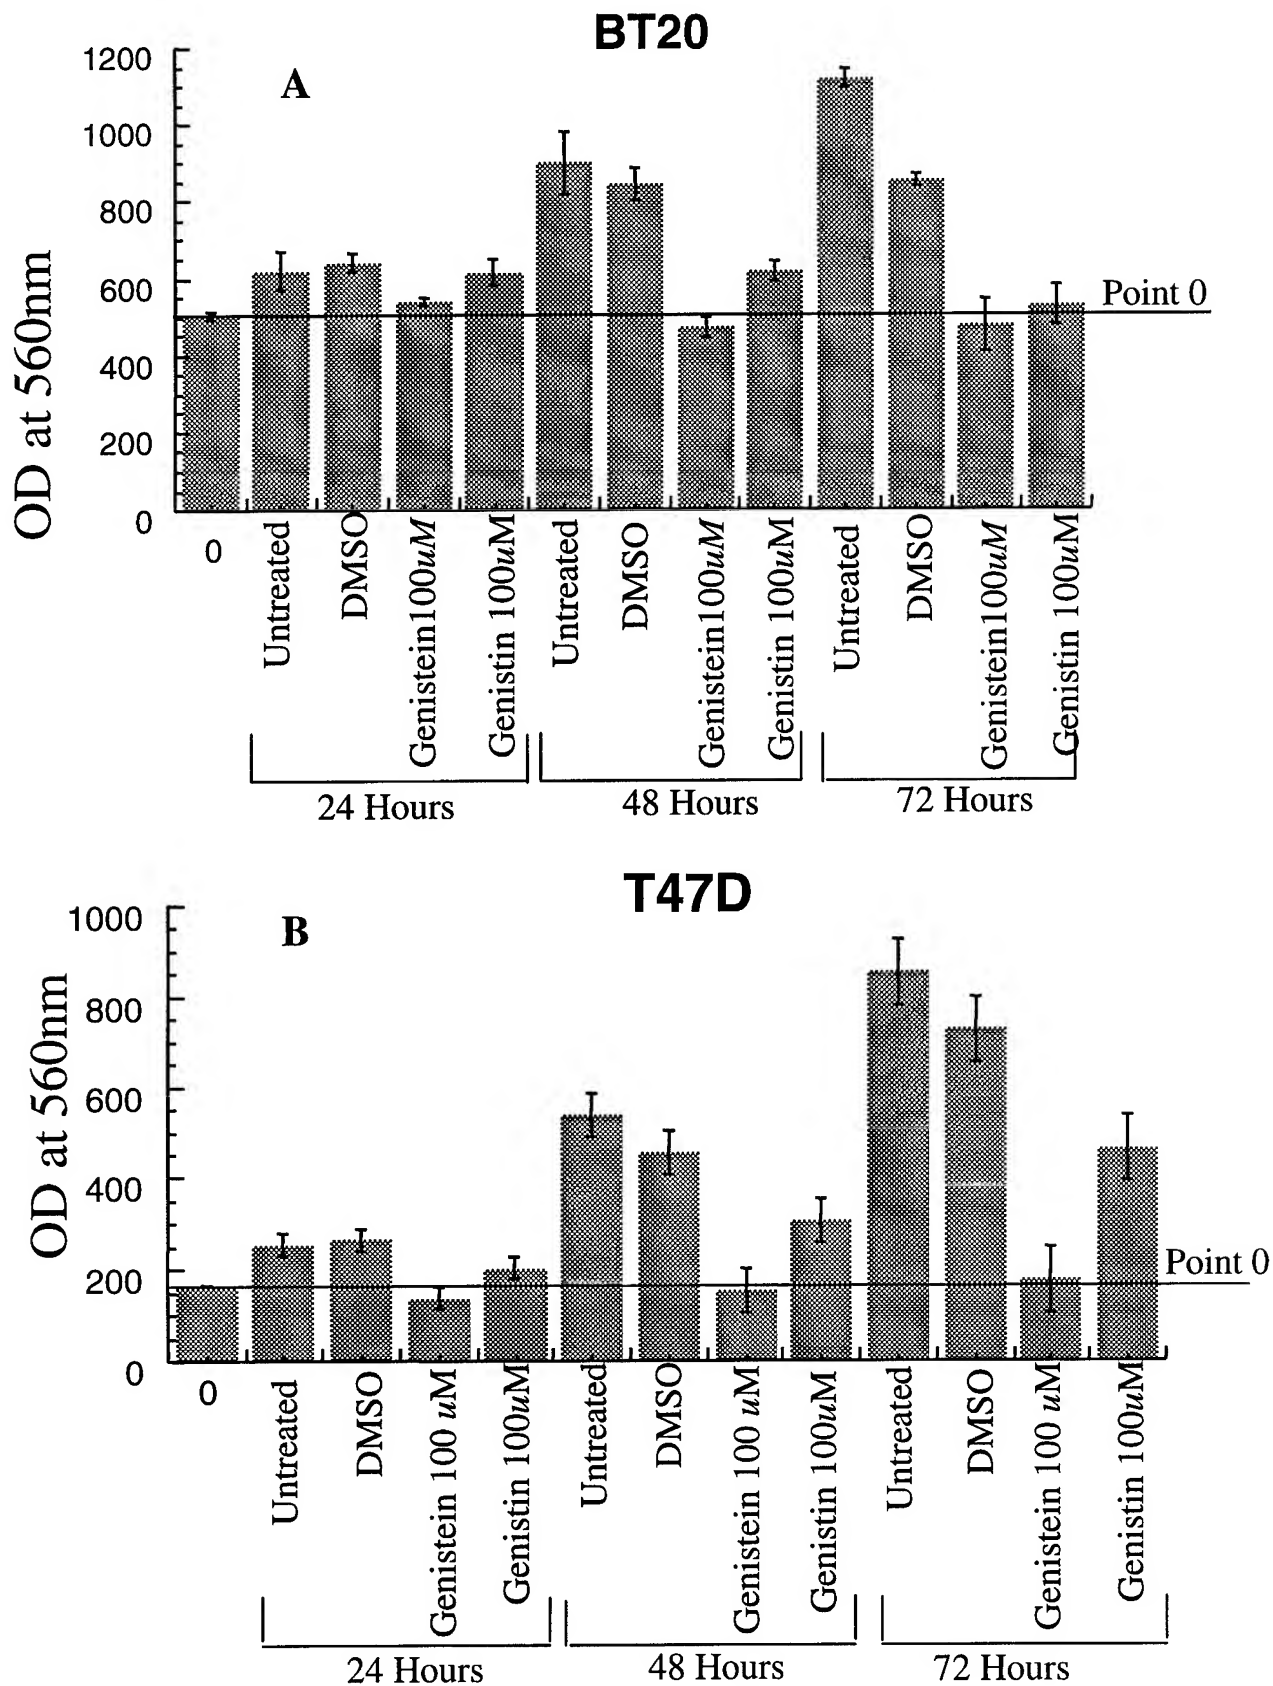 BT20
A
1200
1000
800
600
400
200
0
OD at 560nm
Point 0
0
Untreated
DMSO
Genistein100uM
Genistin 100uM
Untreated
DMSO
Genistein100uM
Genistin 100uM
Untreated
DMSO
Genistein100uM
Genistin 100uM
24 Hours
48 Hours
72 Hours
T47D
B
1000
800
600
400
200
0
OD at 560nm
Point 0
0
Untreated
DMSO
Genistein 100 uM
Genistin 100uM
Untreated
DMSO
Genistein 100 uM
Genistin 100uM
Untreated
DMSO
Genistein 100 uM
Genistin 100uM
24 Hours
48 Hours
72 Hours